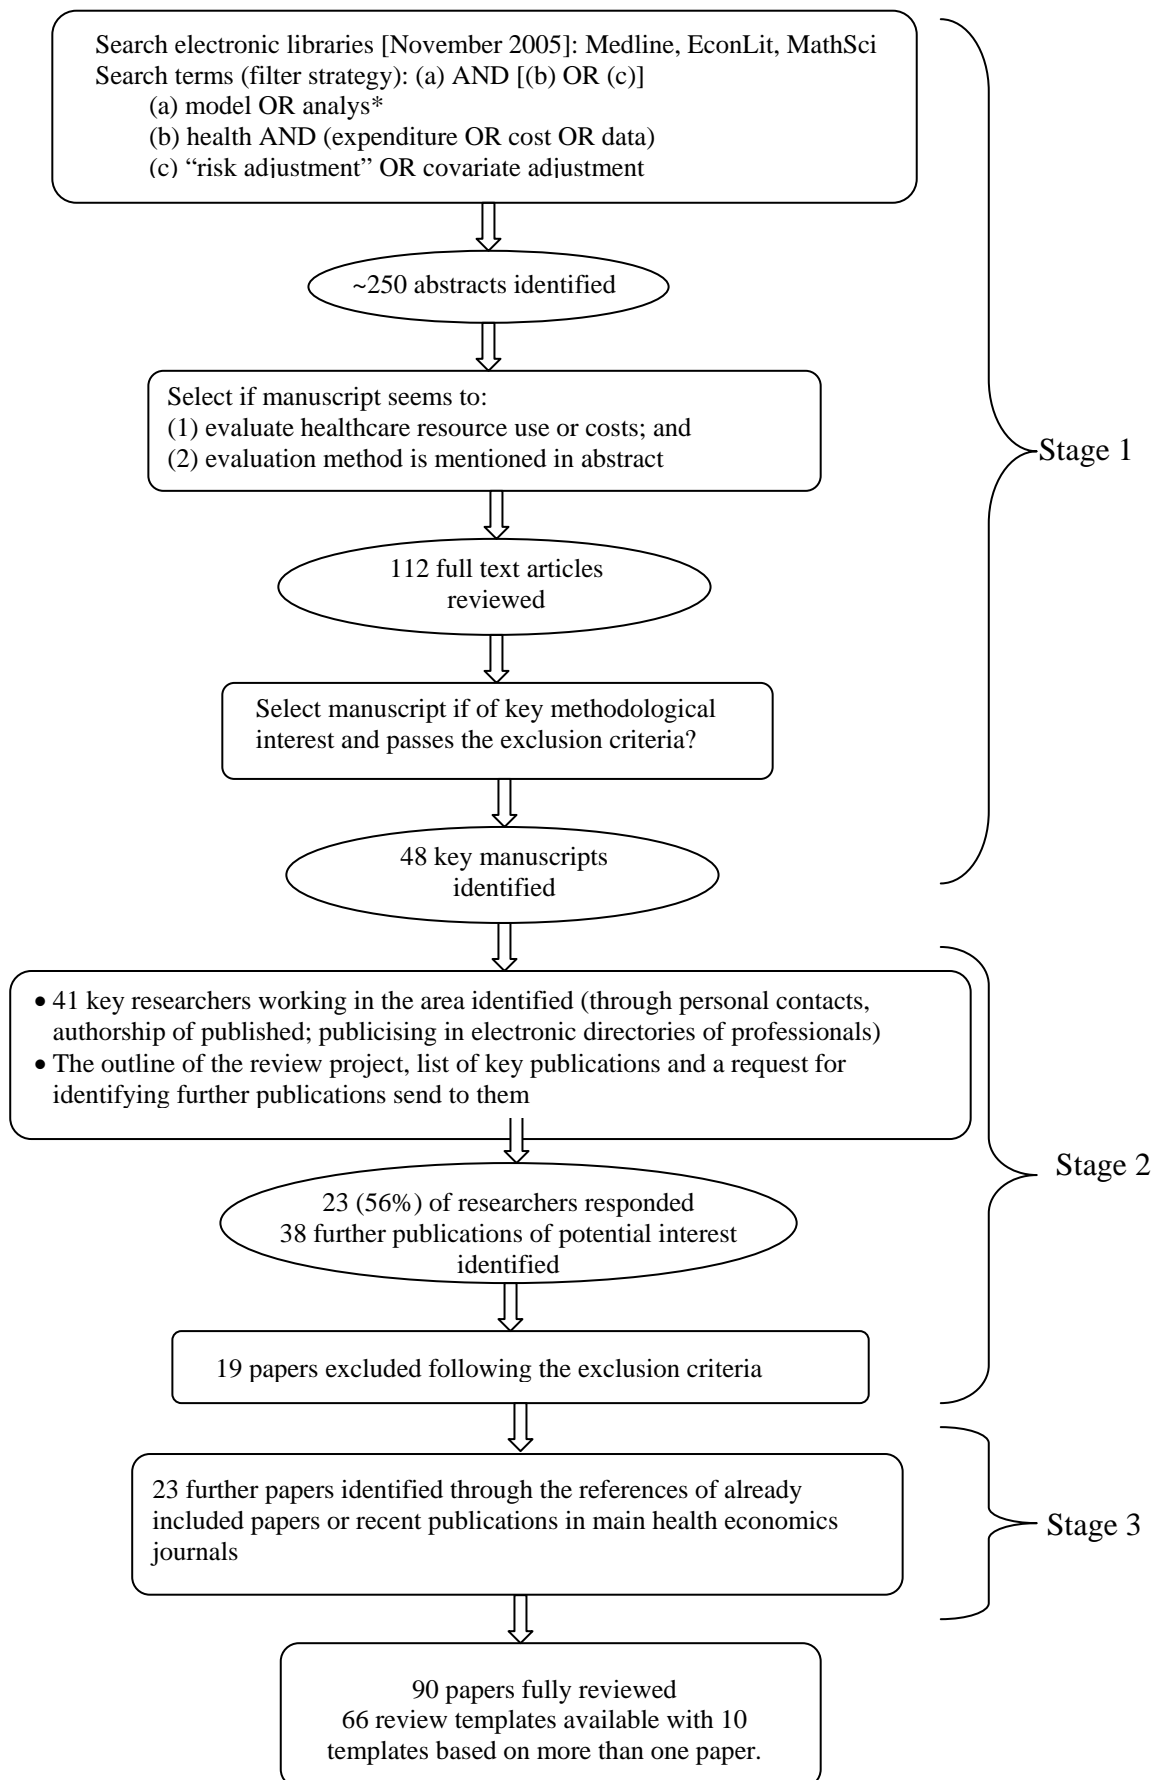 Search electronic libraries [November 2005]: Medline, EconLit, MathSci
Search terms (filter strategy): (a) AND [(b) OR (c)]
(a) model OR analys*
(b) health AND (expenditure OR cost OR data)
(c) “risk adjustment” OR covariate adjustment
~250 abstracts identified
Select if manuscript seems to:
(1) evaluate healthcare resource use or costs; and
(2) evaluation method is mentioned in abstract
Stage 1
112 full text articles
reviewed
Select manuscript if of key methodological
interest and passes the exclusion criteria?
48 key manuscripts
identified
• 41 key researchers working in the area identified (through personal contacts,
authorship of published; publicising in electronic directories of professionals)
• The outline of the review project, list of key publications and a request for
identifying further publications send to them
Stage 2
23 (56%) of researchers responded
38 further publications of potential interest
identified
19 papers excluded following the exclusion criteria
23 further papers identified through the references of already
included papers or recent publications in main health economics
journals
Stage 3
90 papers fully reviewed
66 review templates available with 10
templates based on more than one paper.